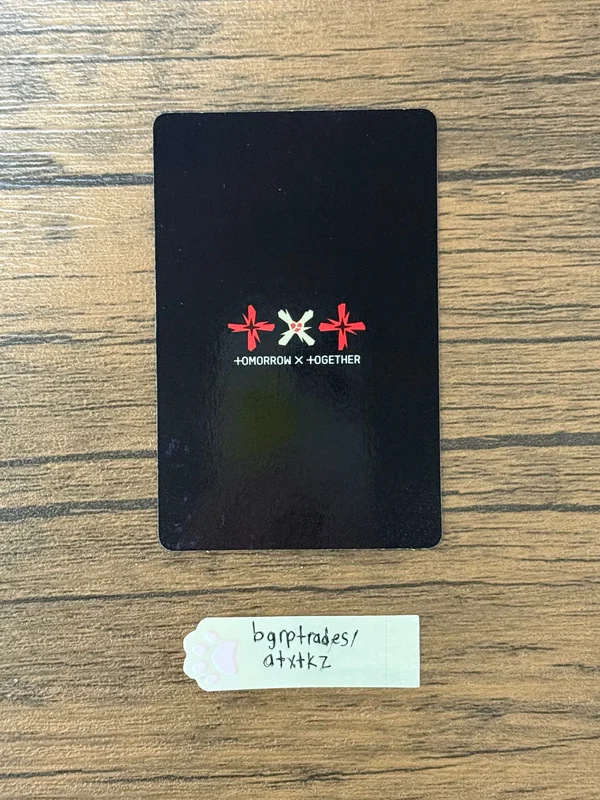 +X+
+OMORROW X +OGETHER
bgrptrades/
atxtkz